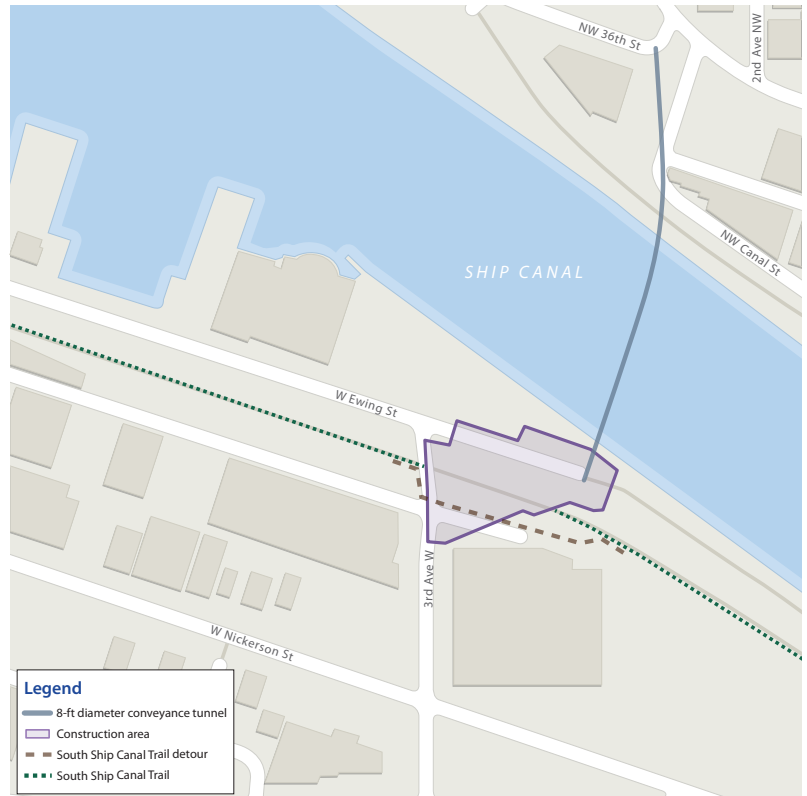 NW 36th St
2nd Ave NW
NW Canal St
SHIP CANAL
W Ewing St
3rd Ave W
W Nickerson St
Legend
8-ft diameter conveyance tunnel
Construction area
South Ship Canal Trail detour
South Ship Canal Trail